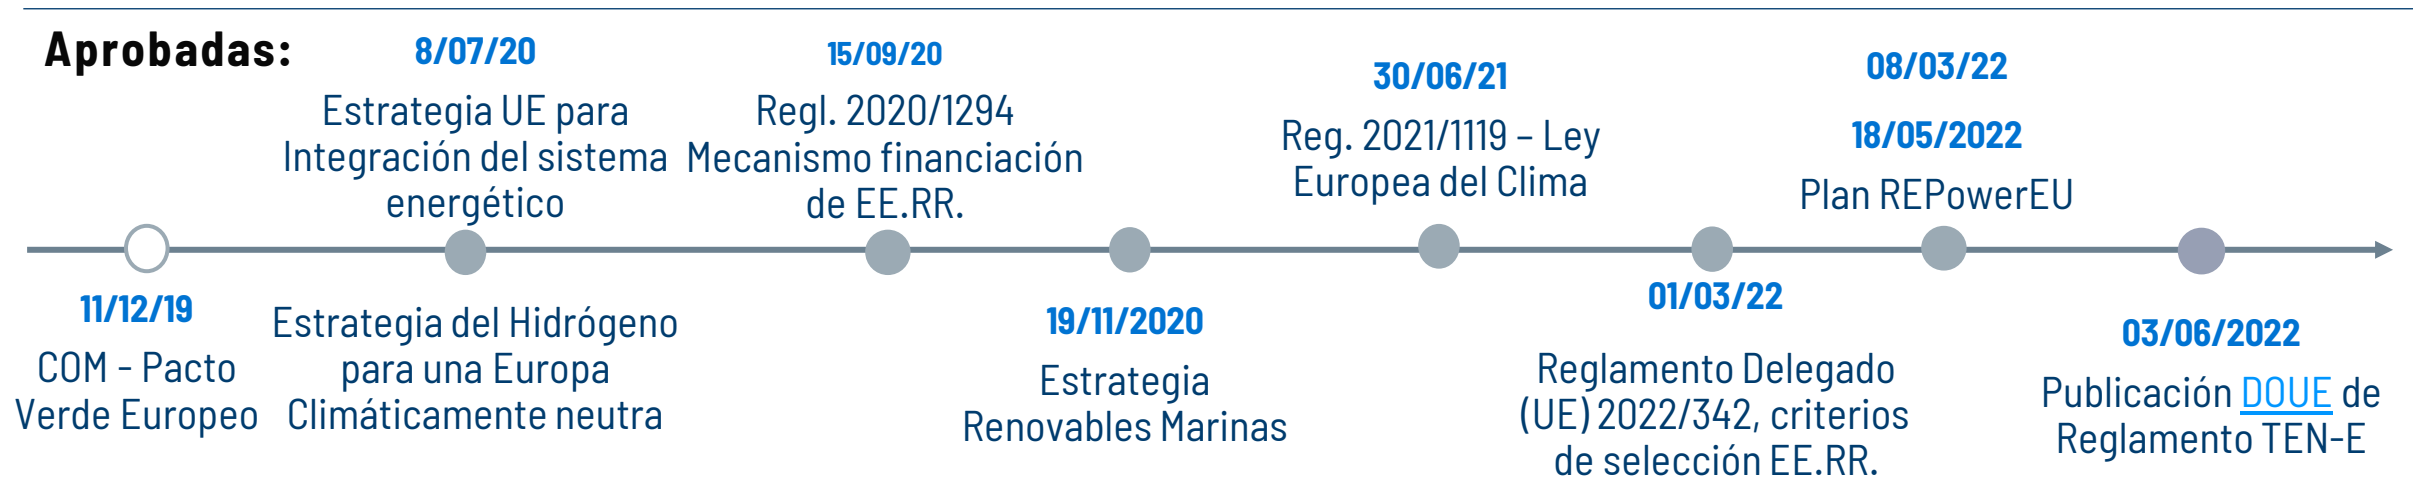 Aprobadas:
8/07/20
Estrategia UE para
Integración del sistema
energético
15/09/20
Regl. 2020/1294
Mecanismo financiación
de EE.RR.
30/06/21
Reg. 2021/1119 – Ley
Europea del Clima
08/03/22
18/05/2022
Plan REPowerEU
11/12/19
COM - Pacto
Verde Europeo
Estrategia del Hidrógeno
para una Europa
Climáticamente neutra
19/11/2020
Estrategia
Renovables Marinas
01/03/22
Reglamento Delegado
(UE) 2022/342, criterios
de selección EE.RR.
03/06/2022
Publicación DOUE de
Reglamento TEN-E